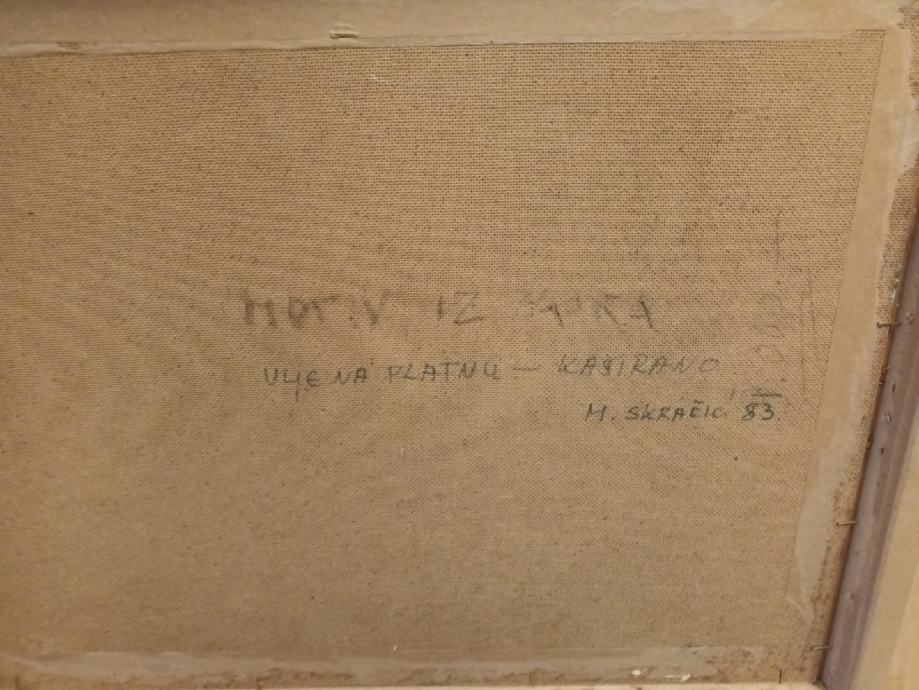 MOTIV IZ
ULJE NA PLATNU – KAŠIRANO
M. SKRAČIĆ 83.